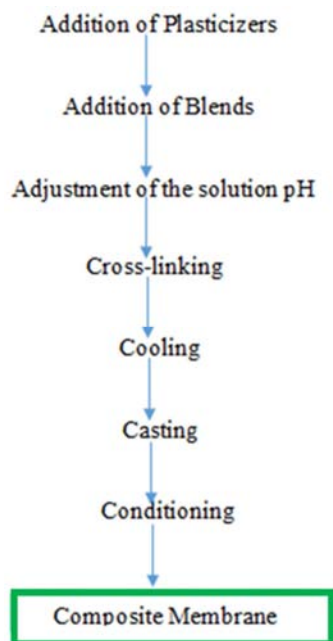 Addition of Plasticizers
Addition of Blends
Adjustment of the solution pH
Cross-linking
Cooling
Casting
Conditioning
Composite Membrane